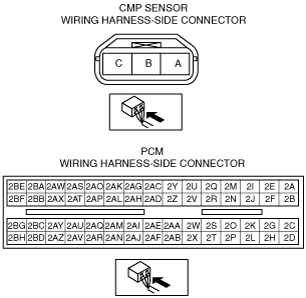 CMP SENSOR
WIRING HARNESS-SIDE CONNECTOR
C B A
PCM
WIRING HARNESS-SIDE CONNECTOR
2BE 2BA 2AW 2AS 2AO 2AK 2AG 2AC 2Y 2U 2Q 2M 2I 2E 2A
2BF 2BB 2AX 2AT 2AP 2AL 2AH 2AD 2Z 2V 2R 2N 2J 2F 2B
2BG 2BC 2AY 2AU 2AQ 2AM 2AI 2AE 2AA 2W 2S 2O 2K 2G 2C
2BH 2BD 2AZ 2AV 2AR 2AN 2AJ 2AF 2AB 2X 2T 2P 2L 2H 2D